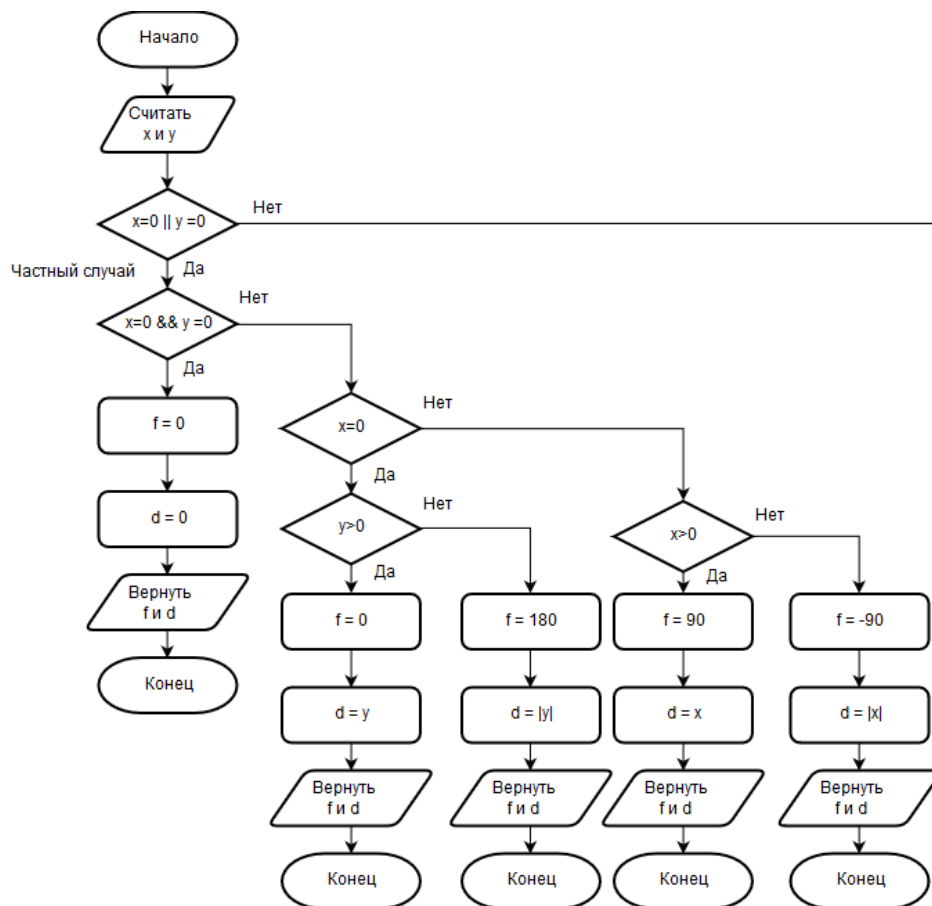 Начало
Считать
x и y
x=0 || y =0
Нет
Частный случай
Да
x=0 && y =0
Нет
Да
f = 0
d = 0
Вернуть
f и d
Конец
x=0
Нет
Да
y>0
Нет
Да
f = 0
d = y
Вернуть
f и d
Конец
f = 180
d = |y|
Вернуть
f и d
Конец
x>0
Нет
Да
f = 90
d = x
Вернуть
f и d
Конец
f = -90
d = |x|
Вернуть
f и d
Конец